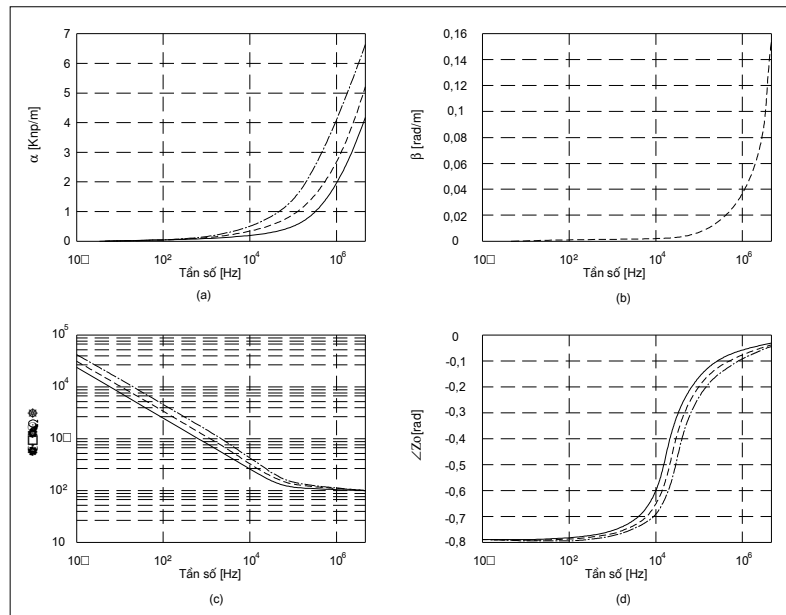 α [Knp/m]
7
6
5
4
3
2
1
0
10□ 10² 10⁴ 10⁶
Tần số [Hz]
(a)
β [rad/m]
0,16
0,16
0,14
0,12
0,1
0,08
0,06
0,04
0,02
0
10□ 10² 10⁴ 10⁶
Tần số [Hz]
(b)
10⁵
10⁴
10□
10²
10
10□ 10² 10⁴ 10⁶
Tần số [Hz]
(c)
∠Zo[rad]
0
-0,1
-0,2
-0,3
-0,4
-0,5
-0,6
-0,7
-0,8
10□ 10² 10⁴ 10⁶
Tần số [Hz]
(d)